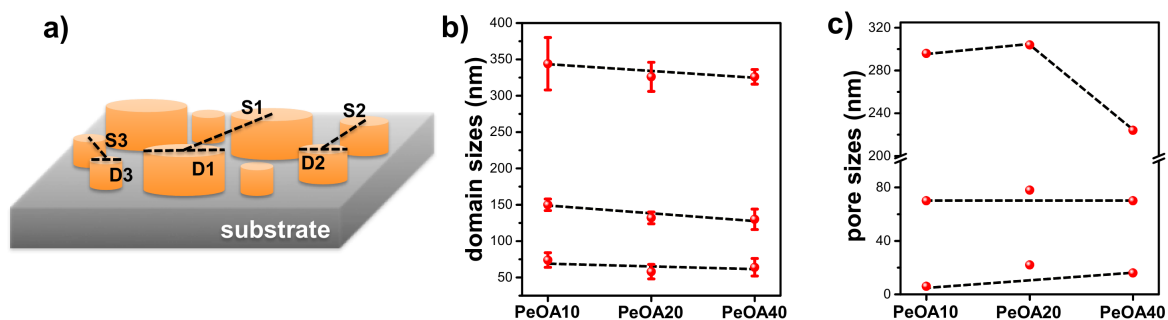 a)
S1
S2
S3
D1
D2
D3
substrate
b)
domain sizes (nm)
400
350
300
250
200
150
100
50
PeOA10 PeOA20 PeOA40
c)
pore sizes (nm)
320
280
240
200
80
40
0
PeOA10 PeOA20 PeOA40